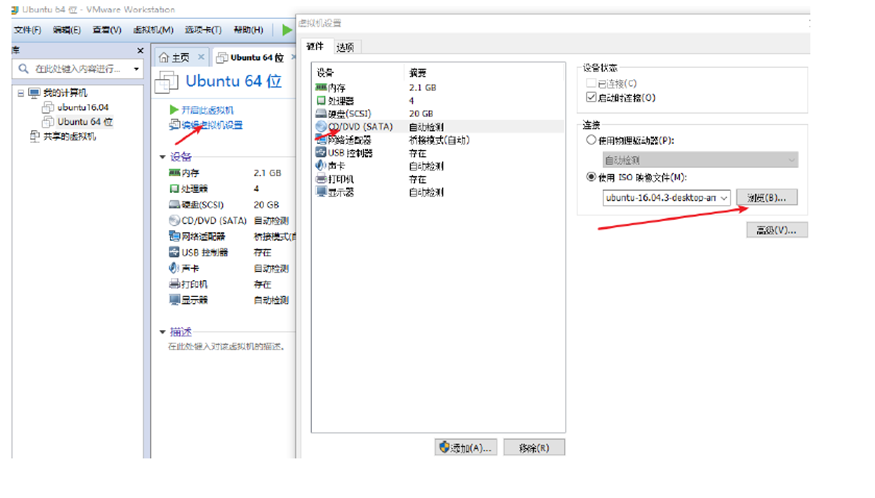 Ubuntu 64 位 - VMware Workstation
文件(F) 编辑(E) 查看(V) 虚拟机(M) 选项卡(T) 帮助(H)
库
在此处键入内容进行...
我的计算机
ubuntu16.04
Ubuntu 64 位
共享的虚拟机
主页 Ubuntu 64 位
Ubuntu 64 位
开启此虚拟机
编辑虚拟机设置
设备
内存 2.1 GB
处理器 4
硬盘(SCSI) 20 GB
CD/DVD (SATA) 自动检测
网络适配器 桥接模式(自
USB 控制器 存在
声卡 自动检测
打印机 存在
显示器 自动检测
描述
在此处键入对该虚拟机的描述。
虚拟机设置
硬件 选项
设备 摘要
内存 2.1 GB
处理器 4
硬盘(SCSI) 20 GB
CD/DVD (SATA) 自动检测
网络适配器 桥接模式(自动)
USB 控制器 存在
声卡 自动检测
打印机 存在
显示器 自动检测
添加(A)... 移除(R)
设备状态
已连接(C)
启动时连接(O)
连接
使用物理驱动器(P):
自动检测
使用 ISO 映像文件(M):
ubuntu-16.04.3-desktop-am 浏览(B)...
高级(V)...